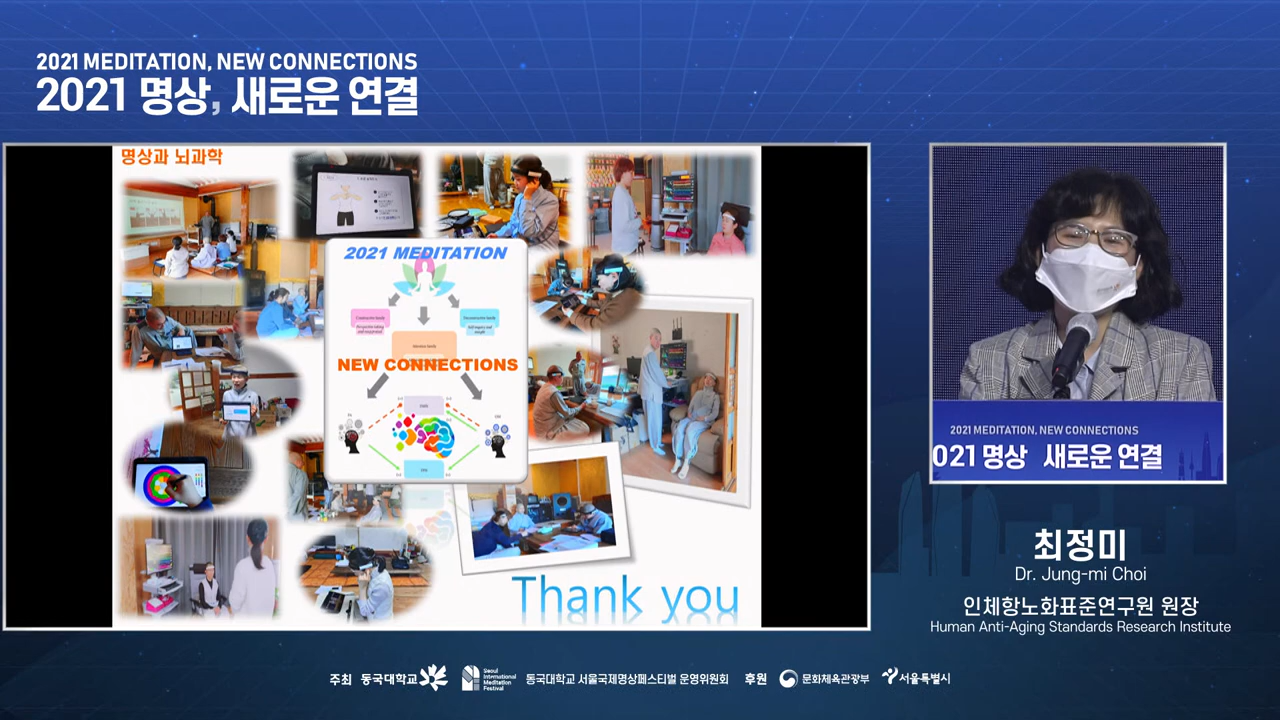 2021 MEDITATION, NEW CONNECTIONS
2021 명상, 새로운 연결
명상과 뇌과학
2021 MEDITATION
NEW CONNECTIONS
Thank you
2021 MEDITATION, NEW CONNECTIONS
021 명상 새로운 연결
최정미
Dr. Jung-mi Choi
인체항노화표준연구원 원장
Human Anti-Aging Standards Research Institute
주최 동국대학교 Seoul International Meditation Festival 동국대학교 서울국제명상페스티벌 운영위원회 후원 문화체육관광부 서울특별시